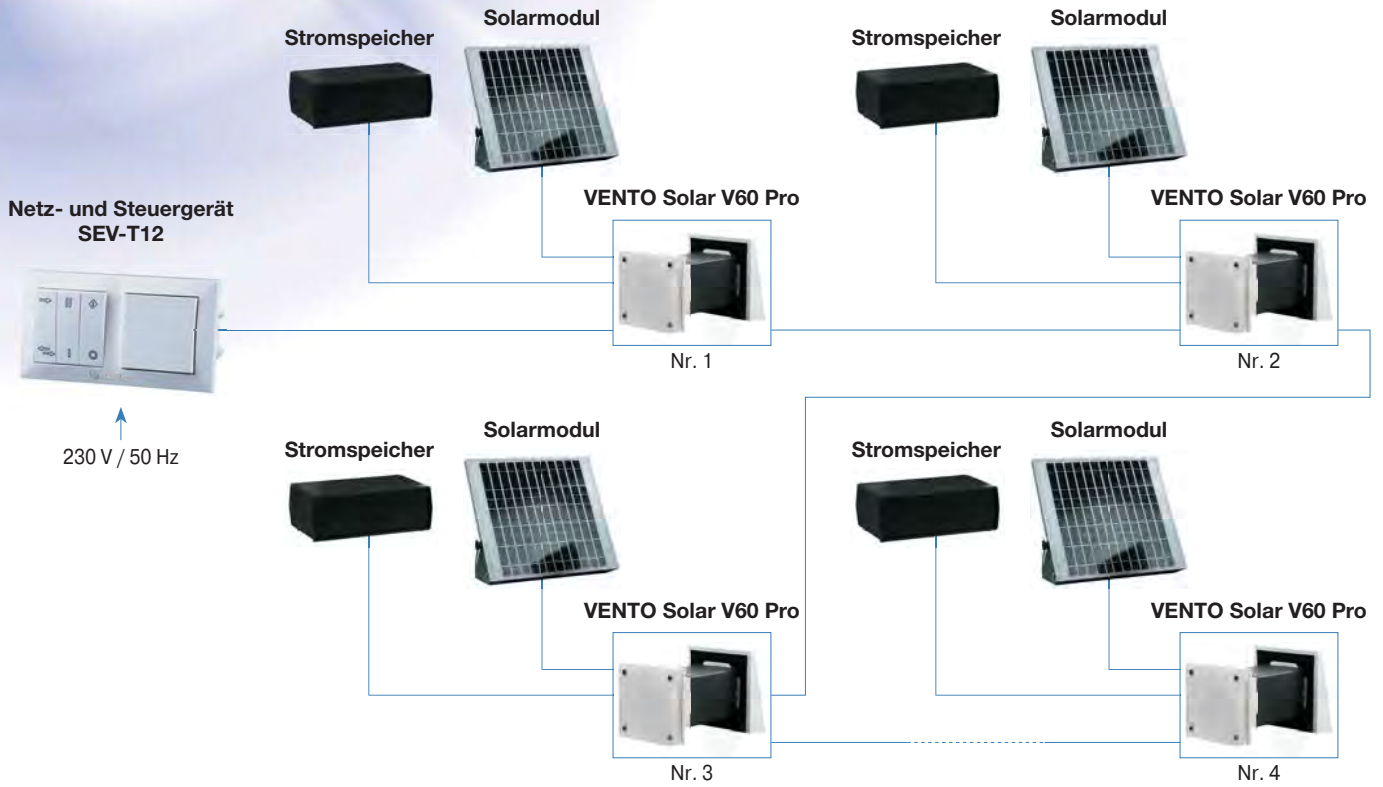 Solarmodul
Stromspeicher
Solarmodul
Stromspeicher
VENTO Solar V60 Pro
VENTO Solar V60 Pro
Netz- und Steuergerät
SEV-T12
Nr. 1
Nr. 2
230 V / 50 Hz
Solarmodul
Stromspeicher
Solarmodul
Stromspeicher
VENTO Solar V60 Pro
VENTO Solar V60 Pro
Nr. 3
Nr. 4